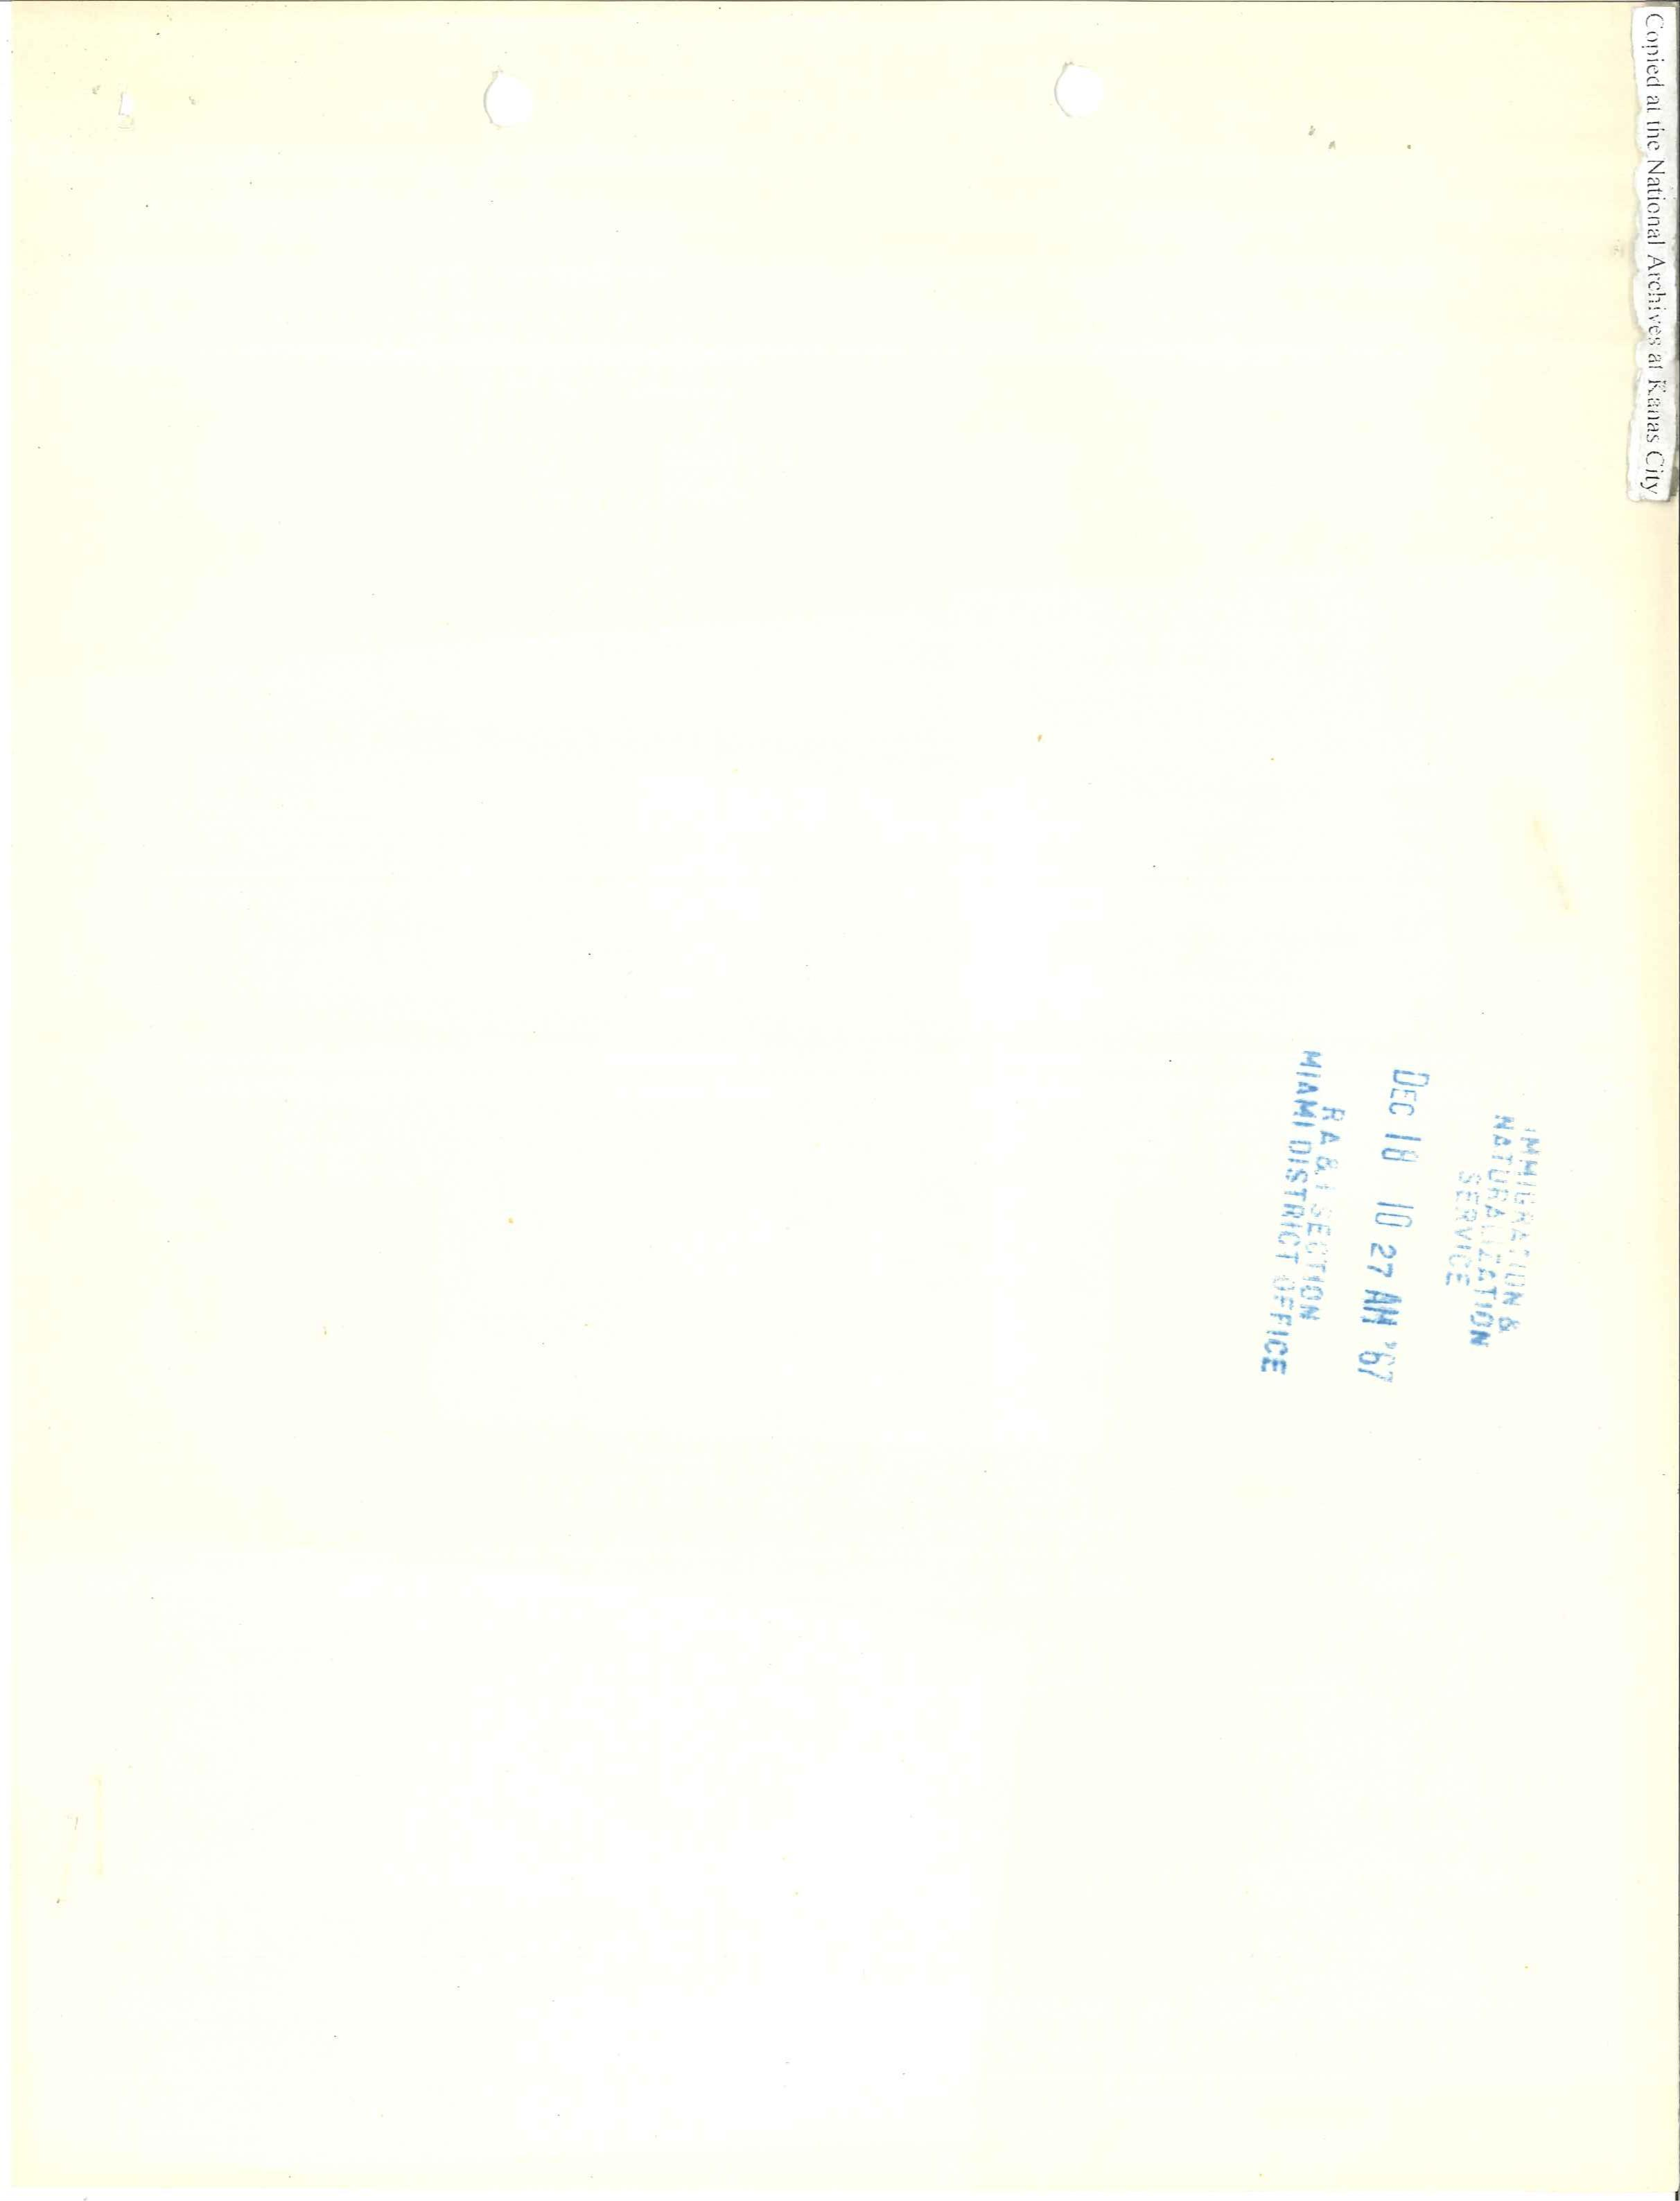 Copied at the National Archives at Kanas City
IMMIGRATION &
NATURALIZATION
SERVICE
DEC 18 10 27 AM '67
R A & I SECTION
MIAMI DISTRICT OFFICE